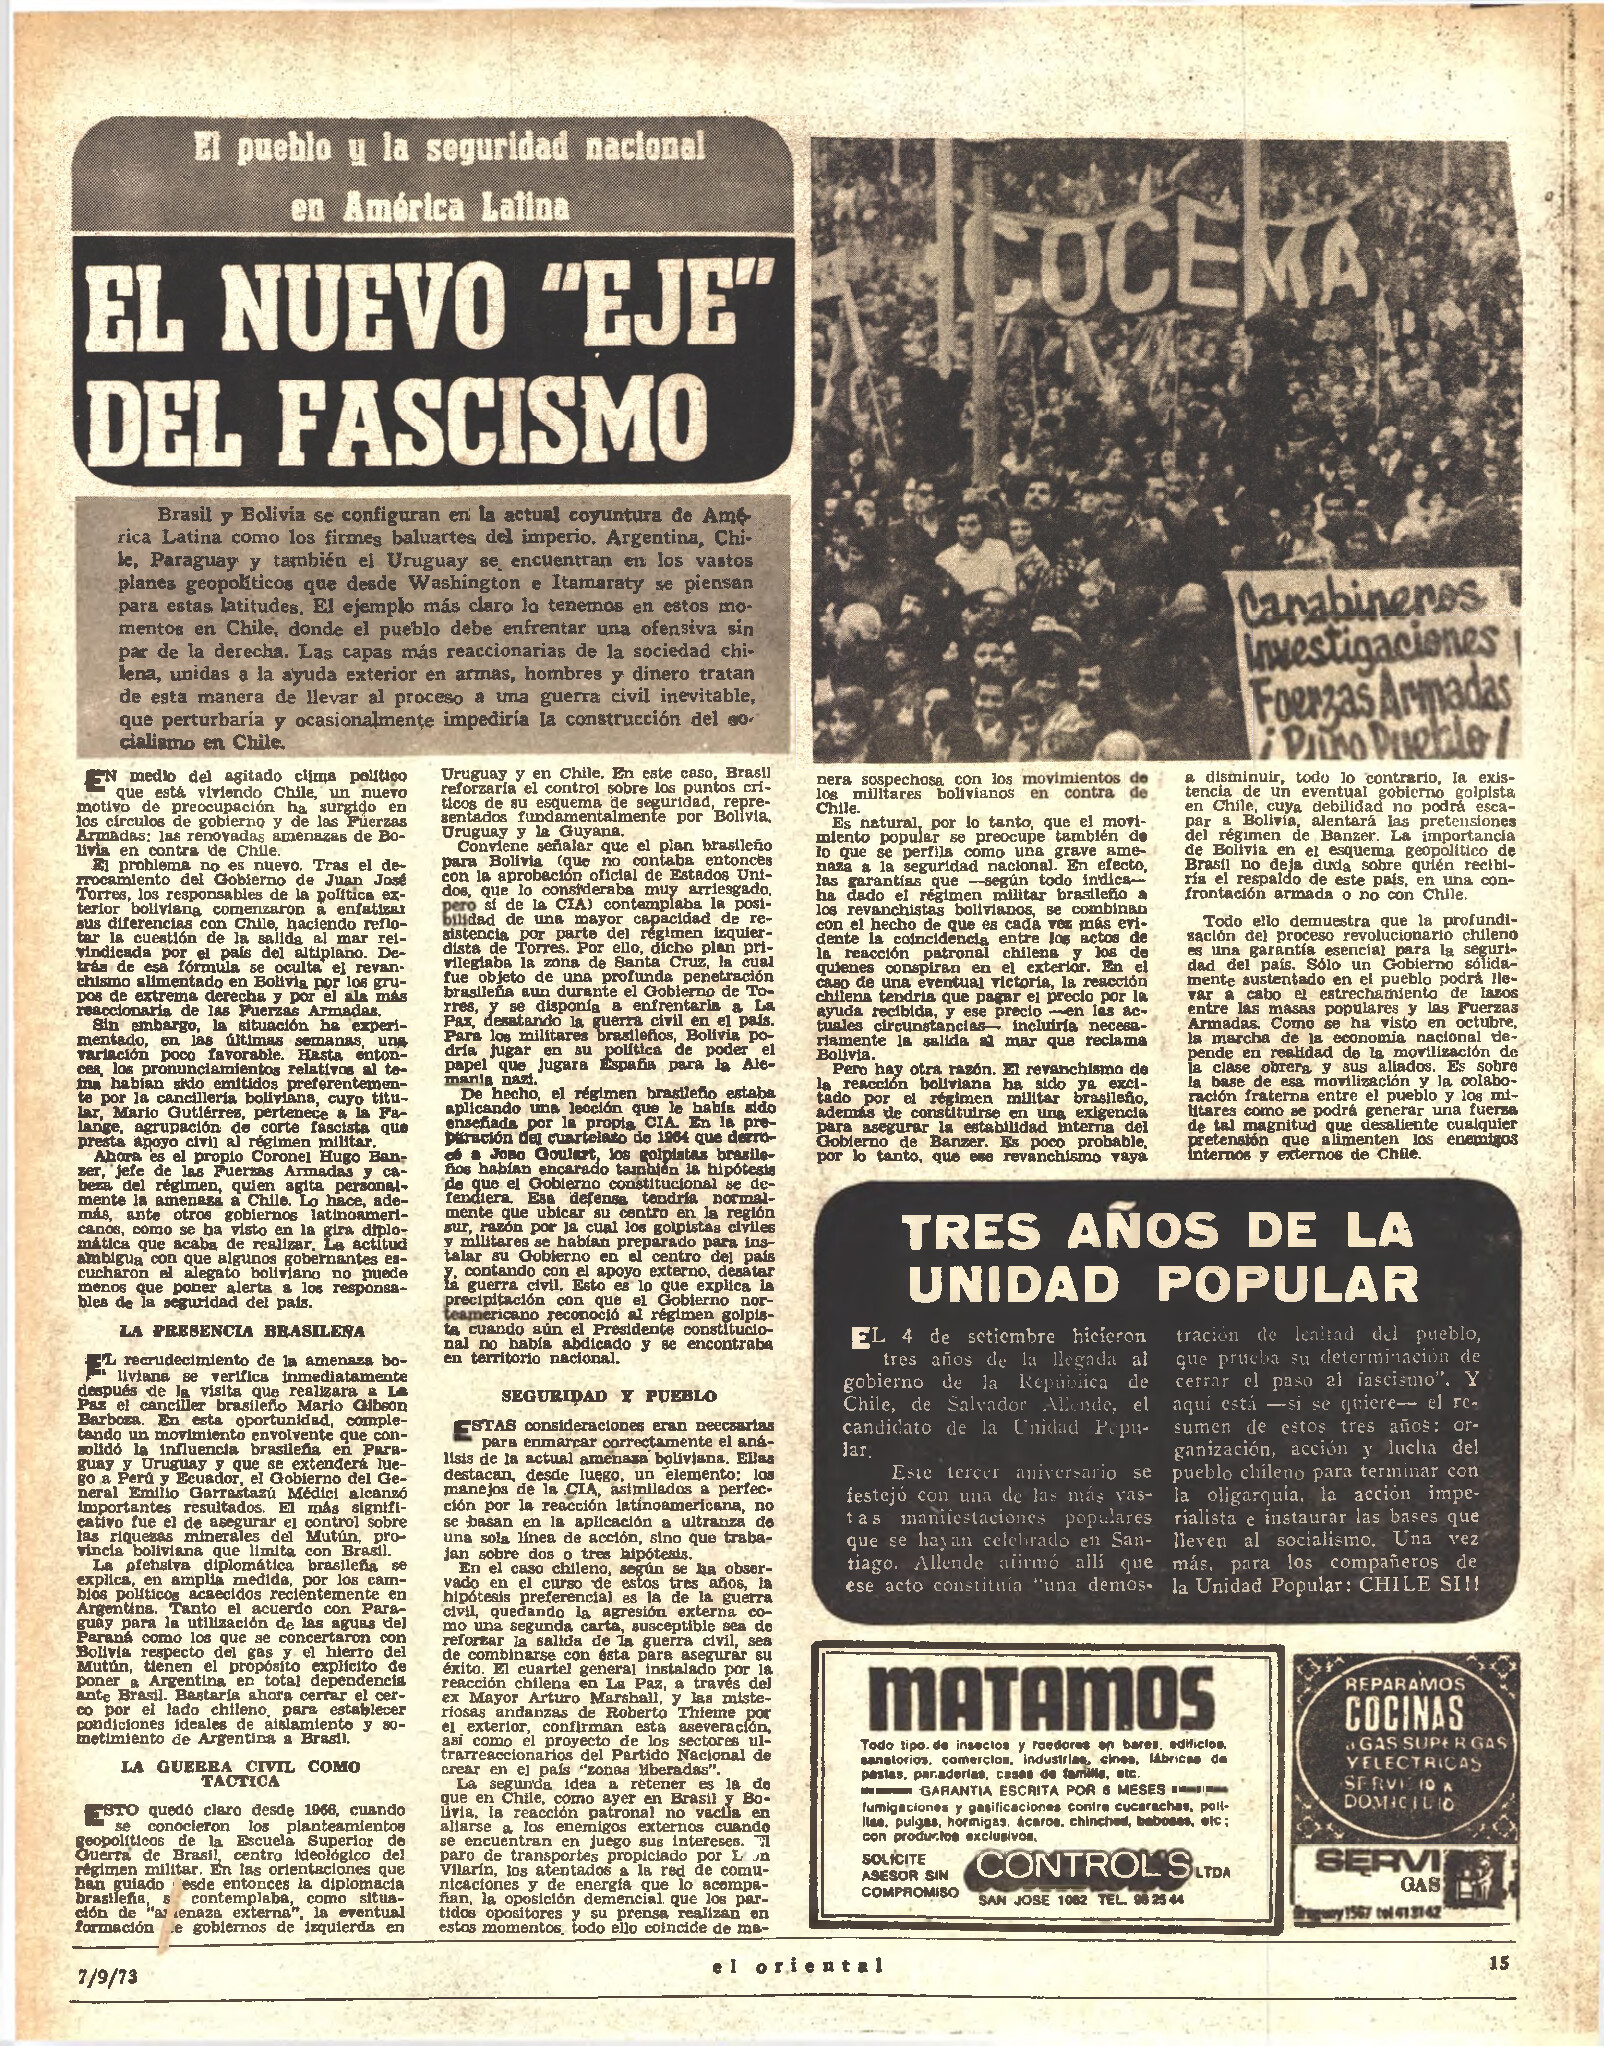 El pueblo y la seguridad nacional
en América Latina
EL NUEVO "EJE"
DEL FASCISMO
Brasil y Bolivia se configuran en la actual coyuntura de Amé-
rica Latina como los firmes baluartes del imperio. Argentina, Chi-
le, Paraguay y también el Uruguay se encuentran en los vastos
planes geopolíticos que desde Washington e Itamaraty se piensan
para estas latitudes. El ejemplo más claro lo tenemos en estos mo-
mentos en Chile, donde el pueblo debe enfrentar una ofensiva sin
par de la derecha. Las capas más reaccionarias de la sociedad chi-
lena, unidas a la ayuda exterior en armas, hombres y dinero tratan
de esta manera de llevar al proceso a una guerra civil inevitable,
que perturbaría y ocasionalmente impediría la construcción del so-
cialismo en Chile.
COCEMA
Carabineros
Investigaciones
Fuerzas Armadas
¡ Puño Pueblo !
EN medio del agitado clima político
que está viviendo Chile, un nuevo
motivo de preocupación ha surgido en
los círculos de gobierno y de las Fuerzas
Armadas: las renovadas amenazas de Bo-
livia en contra de Chile.
El problema no es nuevo. Tras el de-
rrocamiento del Gobierno de Juan José
Torres, los responsables de la política ex-
terior boliviana comenzaron a enfatizar
sus diferencias con Chile, haciendo reflo-
tar la cuestión de la salida al mar rei-
vindicada por el país del altiplano. De-
trás de esa fórmula se oculta el revan-
chismo alimentado en Bolivia por los gru-
pos de extrema derecha y por el ala más
reaccionaria de las Fuerzas Armadas.
Sin embargo, la situación ha experi-
mentado, en las últimas semanas, una
variación poco favorable. Hasta enton-
ces, los pronunciamientos relativos al te-
ma habían sido emitidos preferentemen-
te por la cancillería boliviana, cuyo titu-
lar, Mario Gutiérrez, pertenece a la Fa-
lange, agrupación de corte fascista que
presta apoyo civil al régimen militar.
Ahora es el propio Coronel Hugo Ban-
zer, jefe de las Fuerzas Armadas y ca-
beza del régimen, quien agita personal-
mente la amenaza a Chile. Lo hace, ade-
más, ante otros gobiernos latinoameri-
canos, como se ha visto en la gira diplo-
mática que acaba de realizar. La actitud
ambigua con que algunos gobernantes es-
cucharon el alegato boliviano no puede
menos que poner alerta a los responsa-
bles de la seguridad del país.
LA PRESENCIA BRASILEÑA
EL recrudecimiento de la amenaza bo-
liviana se verifica inmediatamente
después de la visita que realizara a La
Paz el canciller brasileño Mario Gibson
Barboza. En esta oportunidad, comple-
tando un movimiento envolvente que con-
solidó la influencia brasileña en Para-
guay y Uruguay y que se extenderá lue-
go a Perú y Ecuador, el Gobierno del Ge-
neral Emilio Garrastazú Médici alcanzó
importantes resultados. El más signifi-
cativo fue el de asegurar el control sobre
las riquezas minerales del Mutún, pro-
vincia boliviana que limita con Brasil.
La ofensiva diplomática brasileña se
explica, en amplia medida, por los cam-
bios políticos acaecidos recientemente en
Argentina. Tanto el acuerdo con Para-
guay para la utilización de las aguas del
Paraná como los que se concertaron con
Bolivia respecto del gas y el hierro del
Mutún, tienen el propósito explícito de
poner a Argentina en total dependencia
ante Brasil. Bastaría ahora cerrar el cer-
co por el lado chileno, para establecer
condiciones ideales de aislamiento y so-
metimiento de Argentina a Brasil.
LA GUERRA CIVIL COMO
TACTICA
ESTO quedó claro desde 1966, cuando
se conocieron los planteamientos
geopolíticos de la Escuela Superior de
Guerra de Brasil, centro ideológico del
régimen militar. En las orientaciones que
han guiado desde entonces la diplomacia
brasileña, se contemplaba, como situa-
ción de "amenaza externa", la eventual
formación de gobiernos de izquierda en
Uruguay y en Chile. En este caso, Brasil
reforzaría el control sobre los puntos crí-
ticos de su esquema de seguridad, repre-
sentados fundamentalmente por Bolivia,
Uruguay y la Guyana.
Conviene señalar que el plan brasileño
para Bolivia (que no contaba entonces
con la aprobación oficial de Estados Uni-
dos, que lo consideraba muy arriesgado,
pero sí de la CIA) contemplaba la posi-
bilidad de una mayor capacidad de re-
sistencia por parte del régimen izquier-
dista de Torres. Por ello, dicho plan pri-
vilegiaba la zona de Santa Cruz, la cual
fue objeto de una profunda penetración
brasileña aun durante el Gobierno de To-
rres, y se disponía a enfrentarla a La
Paz, desatando la guerra civil en el país.
Para los militares brasileños, Bolivia po-
dría jugar en su política de poder el
papel que jugara España para la Ale-
mania nazi.
De hecho, el régimen brasileño estaba
aplicando una lección que le había sido
enseñada por la propia CIA. En la pre-
paración del cuartelazo de 1964 que derro-
có a Joao Goulart, los golpistas brasile-
ños habían encarado también la hipótesis
de que el Gobierno constitucional se de-
fendiera. Esa defensa tendría normal-
mente que ubicar su centro en la región
sur, razón por la cual los golpistas civiles
y militares se habían preparado para ins-
talar su Gobierno en el centro del país
y, contando con el apoyo externo, desatar
la guerra civil. Esto es lo que explica la
precipitación con que el Gobierno nor-
teamericano reconoció al régimen golpis-
ta cuando aún el Presidente constitucio-
nal no había abdicado y se encontraba
en territorio nacional.
SEGURIDAD Y PUEBLO
ESTAS consideraciones eran necesarias
para enmarcar correctamente el aná-
lisis de la actual amenaza boliviana. Ellas
destacan, desde luego, un elemento: los
manejos de la CIA, asimilados a perfec-
ción por la reacción latinoamericana, no
se basan en la aplicación a ultranza de
una sola línea de acción, sino que traba-
jan sobre dos o tres hipótesis.
En el caso chileno, según se ha obser-
vado en el curso de estos tres años, la
hipótesis preferencial es la de la guerra
civil, quedando la agresión externa co-
mo una segunda carta, susceptible sea de
reforzar la salida de la guerra civil, sea
de combinarse con ésta para asegurar su
éxito. El cuartel general instalado por la
reacción chilena en La Paz, a través del
ex Mayor Arturo Marshall, y las miste-
riosas andanzas de Roberto Thieme por
el exterior, confirman esta aseveración,
así como el proyecto de los sectores ul-
trarreaccionarios del Partido Nacional de
crear en el país "zonas liberadas".
La segunda idea a retener es la de
que en Chile, como ayer en Brasil y Bo-
livia, la reacción patronal no vacila en
aliarse a los enemigos externos cuando
se encuentran en juego sus intereses. El
paro de transportes propiciado por
Vilarín, los atentados a la red de comu-
nicaciones y de energía que lo acompa-
ñan, la oposición demencial que los par-
tidos opositores y su prensa realizan en
estos momentos, todo ello coincide de ma-
nera sospechosa con los movimientos de
los militares bolivianos en contra de
Chile.
Es natural, por lo tanto, que el movi-
miento popular se preocupe también de
lo que se perfila como una grave ame-
naza a la seguridad nacional. En efecto,
las garantías que —según todo indica—
ha dado el régimen militar brasileño a
los revanchistas bolivianos, se combinan
con el hecho de que es cada vez más evi-
dente la coincidencia entre los actos de
la reacción patronal chilena y los de
quienes conspiran en el exterior. En el
caso de una eventual victoria, la reacción
chilena tendría que pagar el precio por la
ayuda recibida, y ese precio —en las ac-
tuales circunstancias— incluiría necesa-
riamente la salida al mar que reclama
Bolivia.
Pero hay otra razón. El revanchismo de
la reacción boliviana ha sido ya exci-
tado por el régimen militar brasileño,
además de constituirse en una exigencia
para asegurar la estabilidad interna del
Gobierno de Banzer. Es poco probable,
por lo tanto, que ese revanchismo vaya
a disminuir, todo lo contrario, la exis-
tencia de un eventual gobierno golpista
en Chile, cuya debilidad no podrá esca-
par a Bolivia, alentará las pretensiones
del régimen de Banzer. La importancia
de Bolivia en el esquema geopolítico de
Brasil no deja duda sobre quién recibi-
ría el respaldo de este país, en una con-
frontación armada o no con Chile.
Todo ello demuestra que la profundi-
sación del proceso revolucionario chileno
es una garantía esencial para la seguri-
dad del país. Sólo un Gobierno sólida-
mente sustentado en el pueblo podrá lle-
var a cabo el estrechamiento de lazos
entre las masas populares y las Fuerzas
Armadas. Como se ha visto en octubre,
la marcha de la economía nacional de-
pende en realidad de la movilización de
la clase obrera y sus aliados. Es sobre
la base de esa movilización y la colabo-
ración fraterna entre el pueblo y los mi-
litares como se podrá generar una fuerza
de tal magnitud que desaliente cualquier
pretensión que alimenten los enemigos
internos y externos de Chile.
TRES AÑOS DE LA
UNIDAD POPULAR
EL 4 de setiembre hicieron
tres años de la llegada al
gobierno de la República de
Chile, de Salvador Allende, el
candidato de la Unidad Popu-
lar.
Este tercer aniversario se
festejó con una de las más vas-
tas manifestaciones populares
que se hayan celebrado en San-
tiago. Allende afirmó allí que
ese acto constituía "una demos-
tración de lealtad del pueblo,
que prueba su determinación de
cerrar el paso al fascismo". Y
aquí está —si se quiere— el re-
sumen de estos tres años: or-
ganización, acción y lucha del
pueblo chileno para terminar con
la oligarquía, la acción impe-
rialista e instaurar las bases que
lleven al socialismo. Una vez
más, para los compañeros de
la Unidad Popular: CHILE SI!!
MATAMOS
Todo tipo de insectos y roedores en bares, edificios,
sanatorios, comercios, industrias, cines, fábricas de
pastas, panaderías, casas de familia, etc.
GARANTIA ESCRITA POR 6 MESES
fumigaciones y gasificaciones contra cucarachas, poli-
llas, pulgas, hormigas, ácaros, chinches, babosas, etc;
con productos exclusivos.
SOLICITE
ASESOR SIN
COMPROMISO
CONTROL'S LTDA
SAN JOSE 1062 TEL. 98 25 44
REPARAMOS
COCINAS
a GAS SUPER GAS
Y ELECTRICAS
SERVICIO A
DOMICILIO
SERVI
GAS
Uruguay 1567 tel 413142
7/9/73
el oriental
15